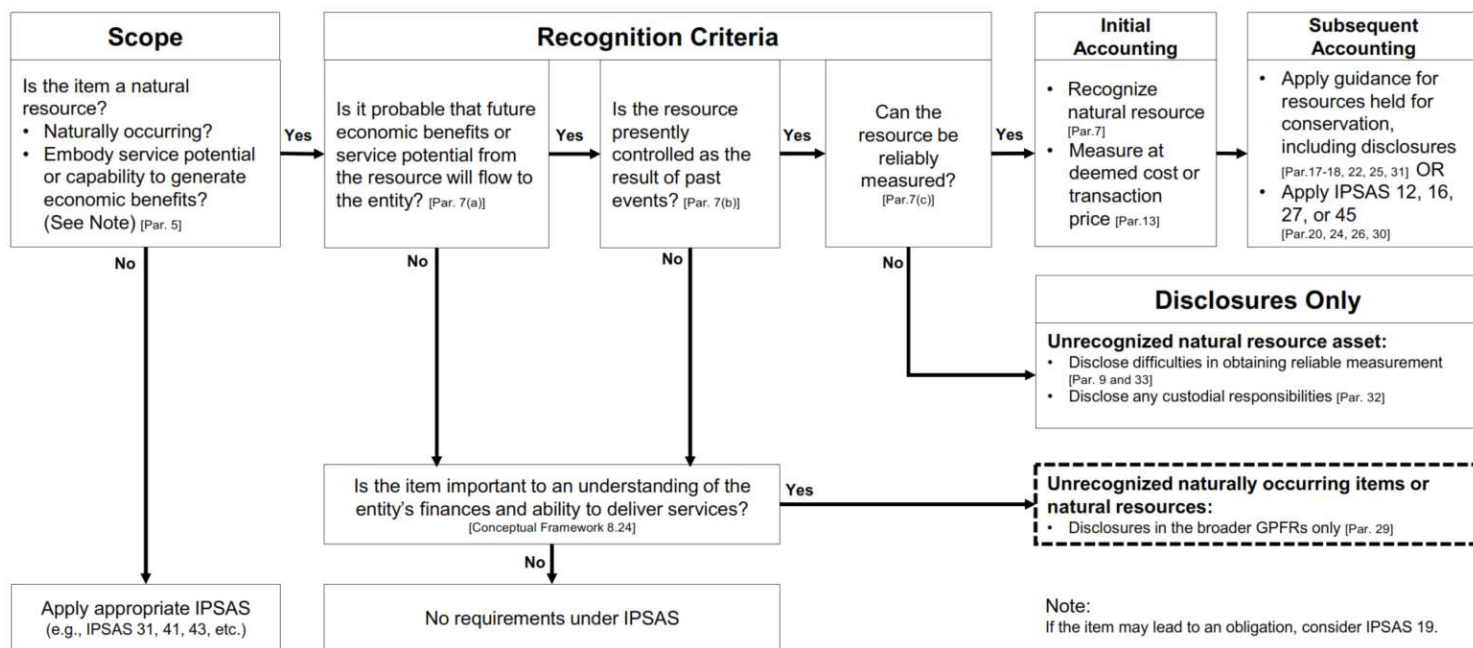 Scope
Is the item a natural
resource?
• Naturally occurring?
• Embody service potential
or capability to generate
economic benefits?
(See Note) [Par. 5]
Yes
No
Recognition Criteria
Is it probable that future
economic benefits or
service potential from
the resource will flow to
the entity? [Par. 7(a)]
Yes
No
Is the resource
presently
controlled as the
result of past
events? [Par. 7(b)]
Yes
No
Can the
resource be
reliably
measured?
[Par.7(c)]
Yes
No
Initial
Accounting
• Recognize
natural resource
[Par.7]
• Measure at
deemed cost or
transaction
price [Par.13]
Subsequent
Accounting
• Apply guidance for
resources held for
conservation,
including disclosures
[Par.17-18, 22, 25, 31] OR
• Apply IPSAS 12, 16,
27, or 45
[Par.20, 24, 26, 30]
Disclosures Only
Unrecognized natural resource asset:
• Disclose difficulties in obtaining reliable measurement
[Par. 9 and 33]
• Disclose any custodial responsibilities [Par. 32]
Is the item important to an understanding of the
entity's finances and ability to deliver services?
[Conceptual Framework 8.24]
Yes
No
Unrecognized naturally occurring items or
natural resources:
• Disclosures in the broader GPFRs only [Par. 29]
Apply appropriate IPSAS
(e.g., IPSAS 31, 41, 43, etc.)
No requirements under IPSAS
Note:
If the item may lead to an obligation, consider IPSAS 19.